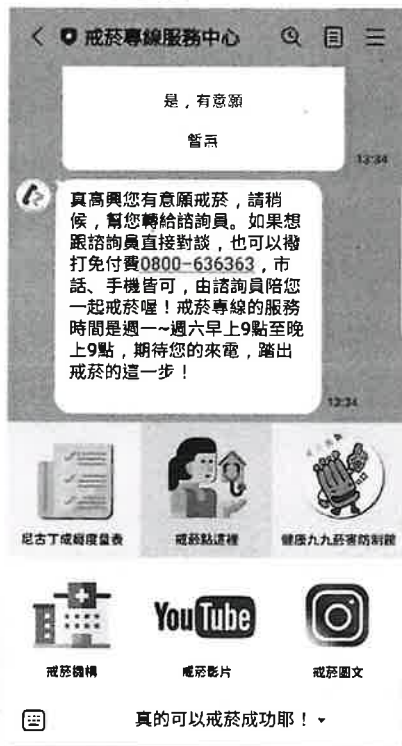 戒菸專線服務中心
是，有意願
暫無
13:34
真高興您有意願戒菸，請稍
候，幫您轉給諮詢員。如果想
跟諮詢員直接對談，也可以撥
打免付費0800-636363，市
話、手機皆可，由諮詢員陪您
一起戒菸喔！戒菸專線的服務
時間是週一~週六早上9點至晚
上9點，期待您的來電，踏出
戒菸的這一步！
13:34
尼古丁成癮度量表
戒菸點這裡
健康九九菸害防制館
YouTube
戒菸機構
戒菸影片
戒菸圖文
真的可以戒菸成功耶！